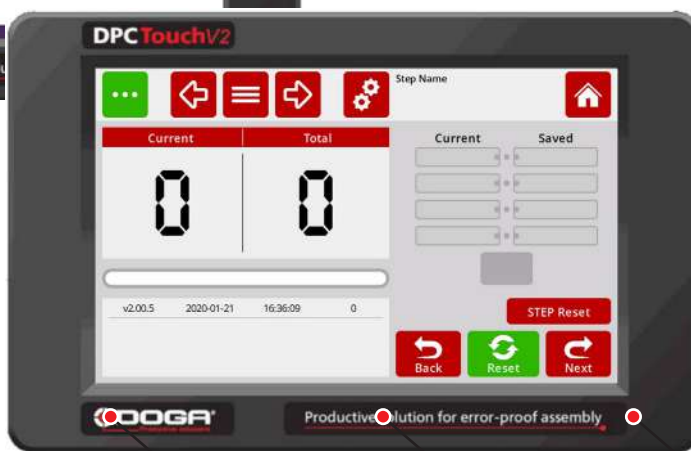 DPCTouchV2
Step Name
Current Total
Current Saved
0 0
v2.00.5 2020-01-21 16:36:09 0
STEP Reset
Back Reset Next
DOGA
Productive solution for error-proof assembly